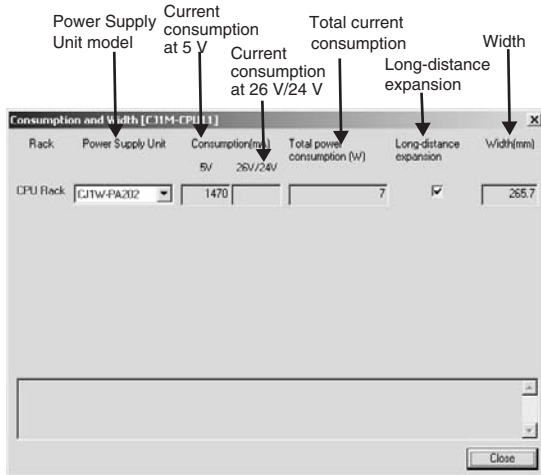 Power Supply
Unit model
Current
consumption
at 5 V
Current
consumption
at 26 V/24 V
Total current
consumption
Long-distance
expansion
Width
Consumption and Width [CJ1M-CPU11]
Rack Power Supply Unit Consumption(mA) Total power consumption (W) Long-distance expansion Width(mm)
5V 26V/24V
CPU Rack CJ1W-PA202 1470 7 265.7
Close